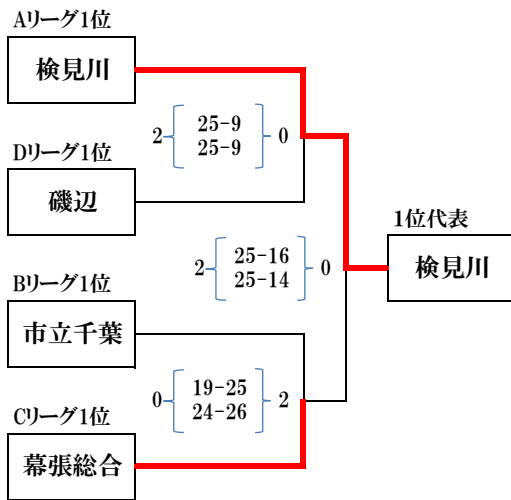 Aリーグ1位
検見川
2 25-9 0
25-9
Dリーグ1位
磯辺
1位代表
検見川
2 25-16 0
25-14
Bリーグ1位
市立千葉
0 19-25 2
24-26
Cリーグ1位
幕張総合